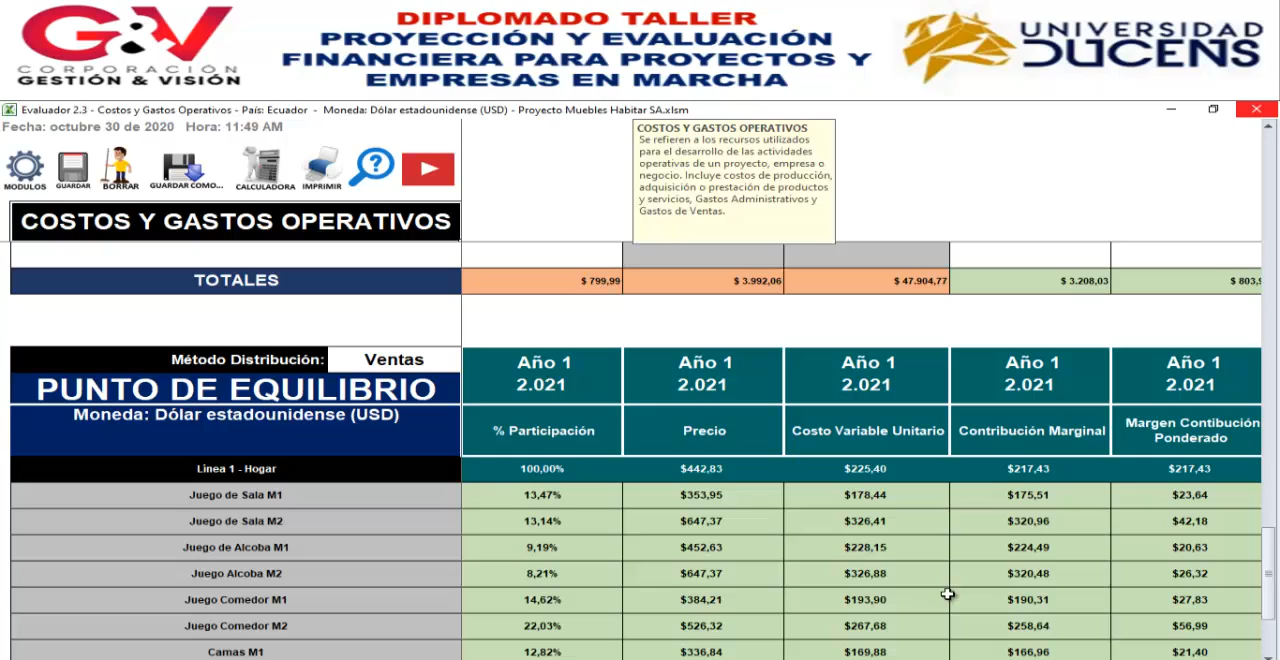 G&V
CORPORACIÓN
GESTIÓN & VISIÓN
DIPLOMADO TALLER
PROYECCIÓN Y EVALUACIÓN
FINANCIERA PARA PROYECTOS Y
EMPRESAS EN MARCHA
UNIVERSIDAD
DUCENS
Evaluador 2.3 - Costos y Gastos Operativos - País: Ecuador - Moneda: Dólar estadounidense (USD) - Proyecto Muebles Habitar SA.xlsm
Fecha: octubre 30 de 2020 Hora: 11:49 AM
MODULOS GUARDAR BORRAR GUARDAR COMO... CALCULADORA IMPRIMIR
COSTOS Y GASTOS OPERATIVOS
Se refieren a los recursos utilizados
para el desarrollo de las actividades
operativas de un proyecto, empresa o
negocio. Incluye costos de producción,
adquisición o prestación de productos
y servicios, Gastos Administrativos y
Gastos de Ventas.
COSTOS Y GASTOS OPERATIVOS
TOTALES $ 799,99 $ 3.992,06 $ 47.904,77 $ 3.208,03 $ 803,9
Método Distribución: Ventas
PUNTO DE EQUILIBRIO
Moneda: Dólar estadounidense (USD)
Año 1 Año 1 Año 1 Año 1 Año 1
2.021 2.021 2.021 2.021 2.021
% Participación Precio Costo Variable Unitario Contribución Marginal Margen Contibución
Ponderado
Linea 1 - Hogar 100,00% $442,83 $225,40 $217,43 $217,43
Juego de Sala M1 13,47% $353,95 $178,44 $175,51 $23,64
Juego de Sala M2 13,14% $647,37 $326,41 $320,96 $42,18
Juego de Alcoba M1 9,19% $452,63 $228,15 $224,49 $20,63
Juego Alcoba M2 8,21% $647,37 $326,88 $320,48 $26,32
Juego Comedor M1 14,62% $384,21 $193,90 $190,31 $27,83
Juego Comedor M2 22,03% $526,32 $267,68 $258,64 $56,99
Camas M1 12,82% $336,84 $169,88 $166,96 $21,40